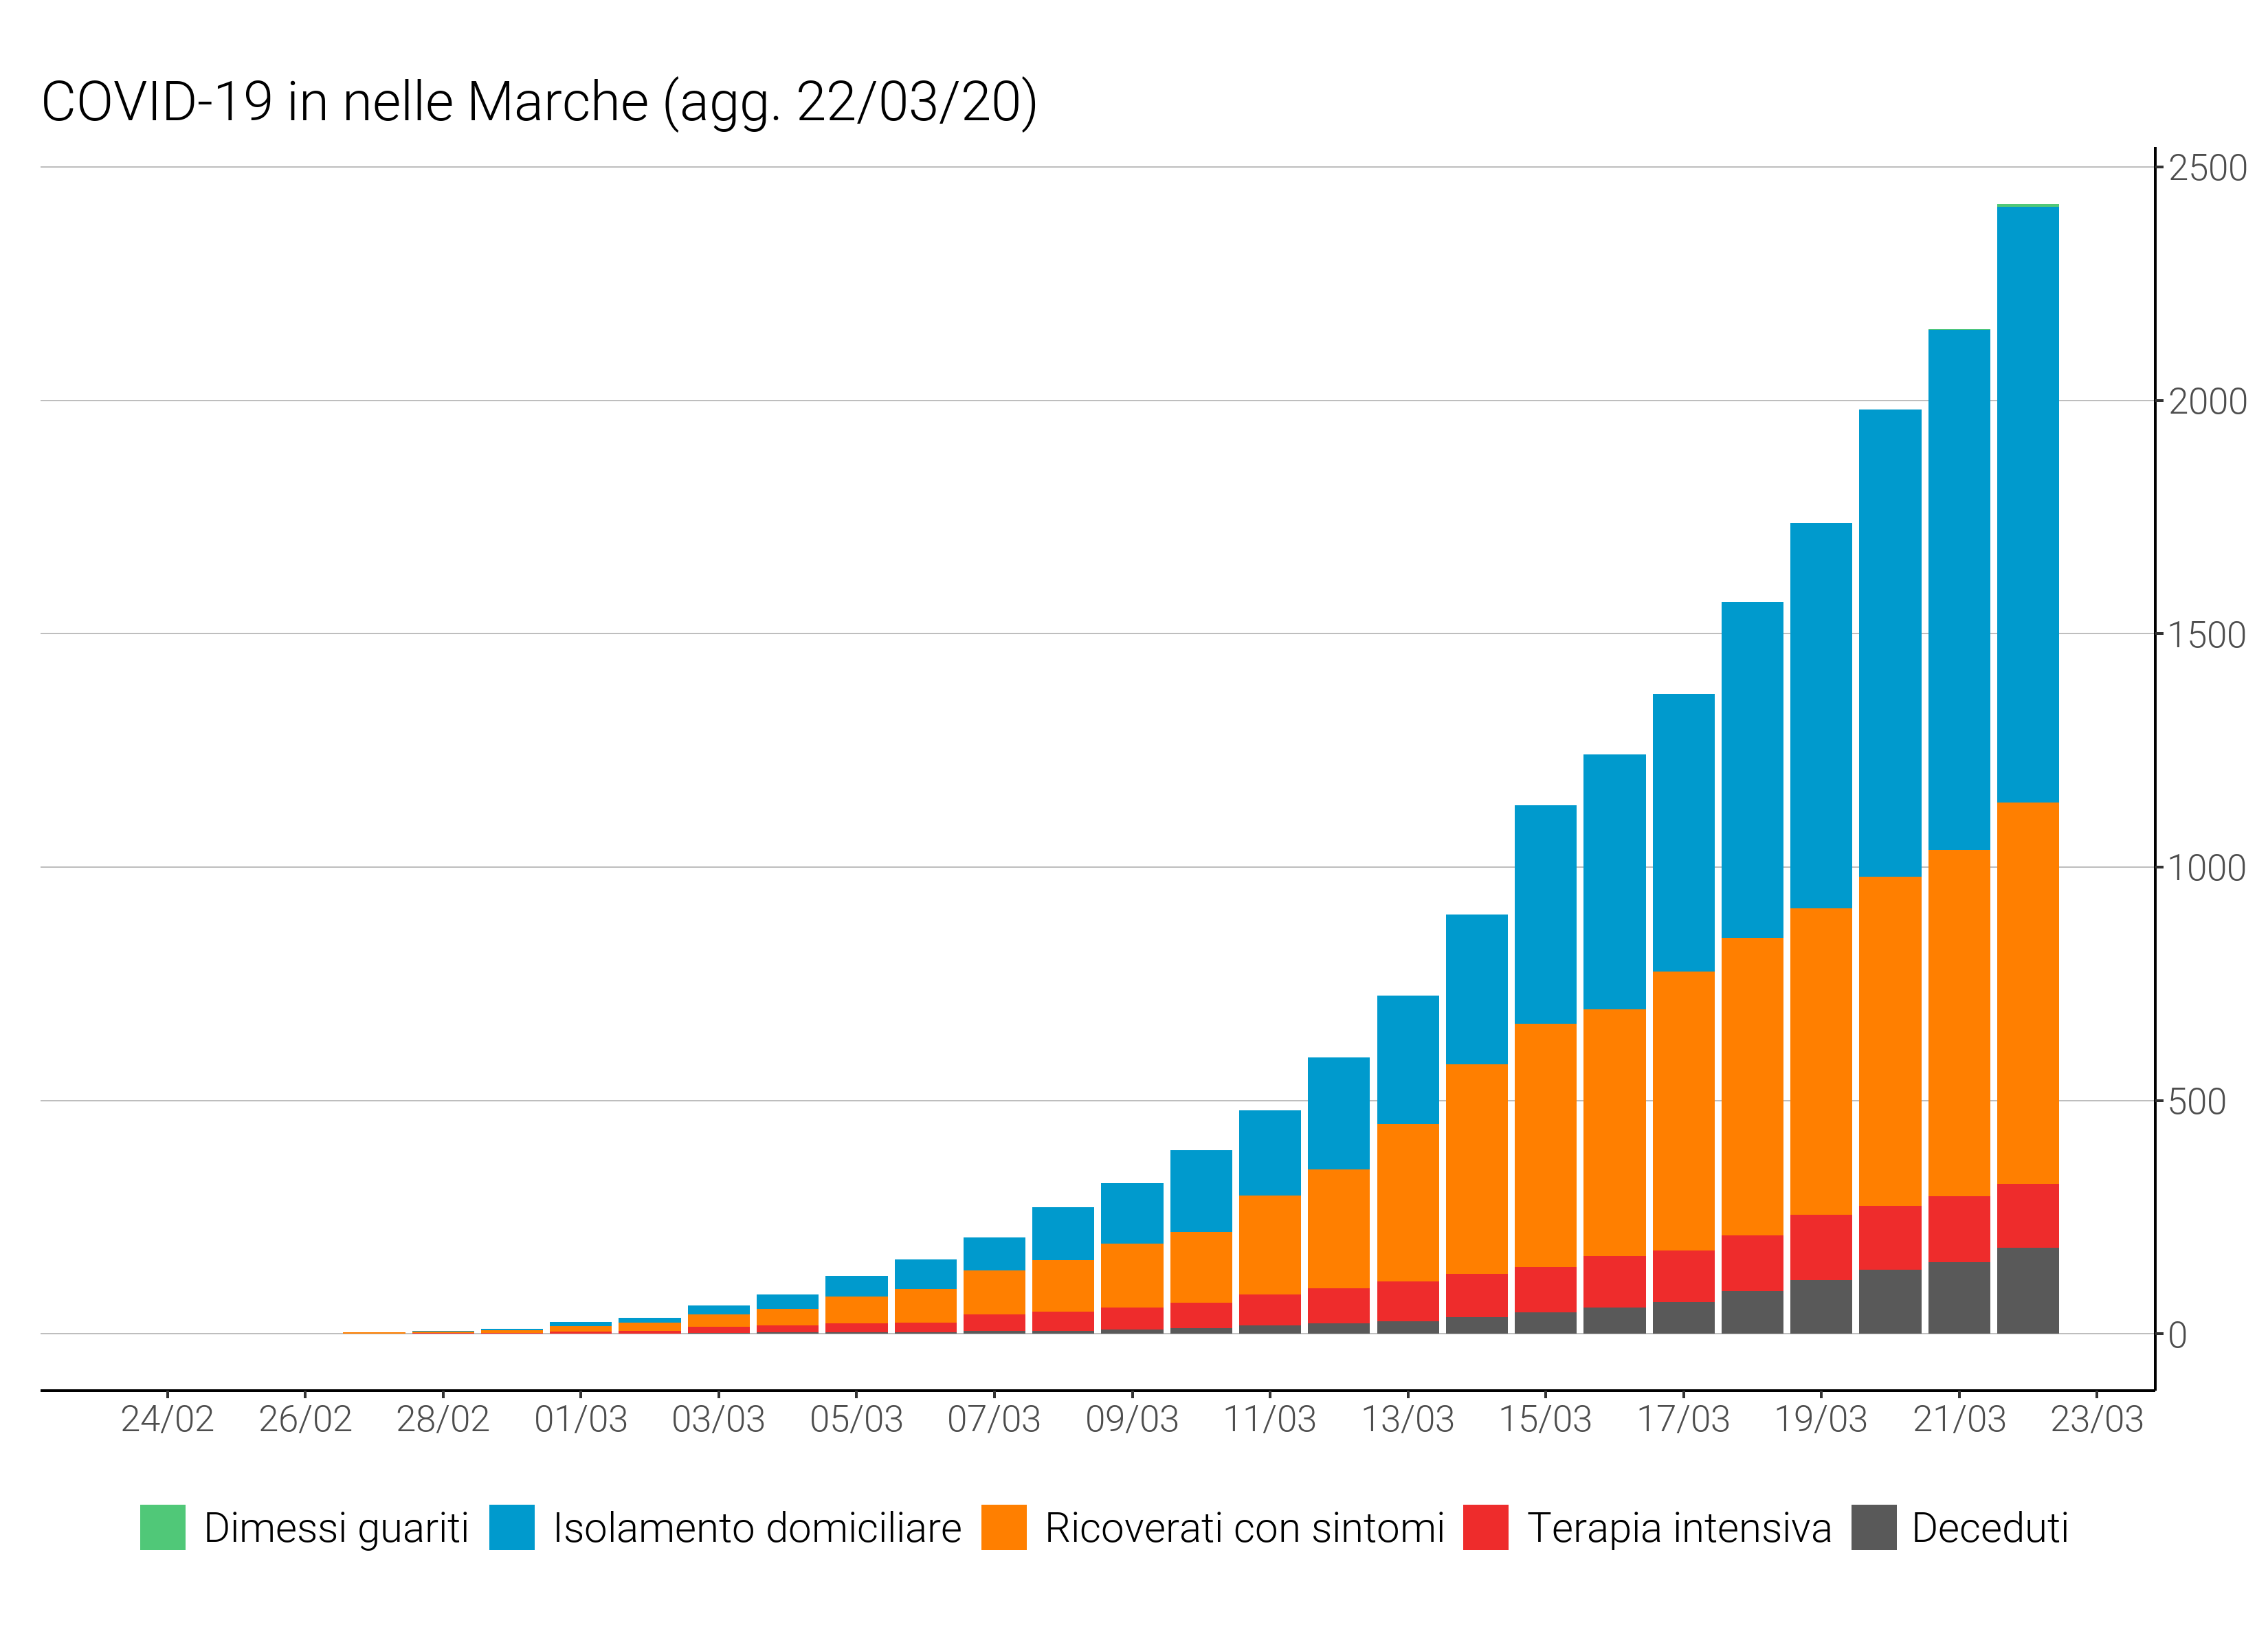 COVID-19 in nelle Marche (agg. 22/03/20)
2500
2000
1500
1000
500
0
24/02 26/02 28/02 01/03 03/03 05/03 07/03 09/03 11/03 13/03 15/03 17/03 19/03 21/03 23/03
Dimessi guariti Isolamento domiciliare Ricoverati con sintomi Terapia intensiva Deceduti